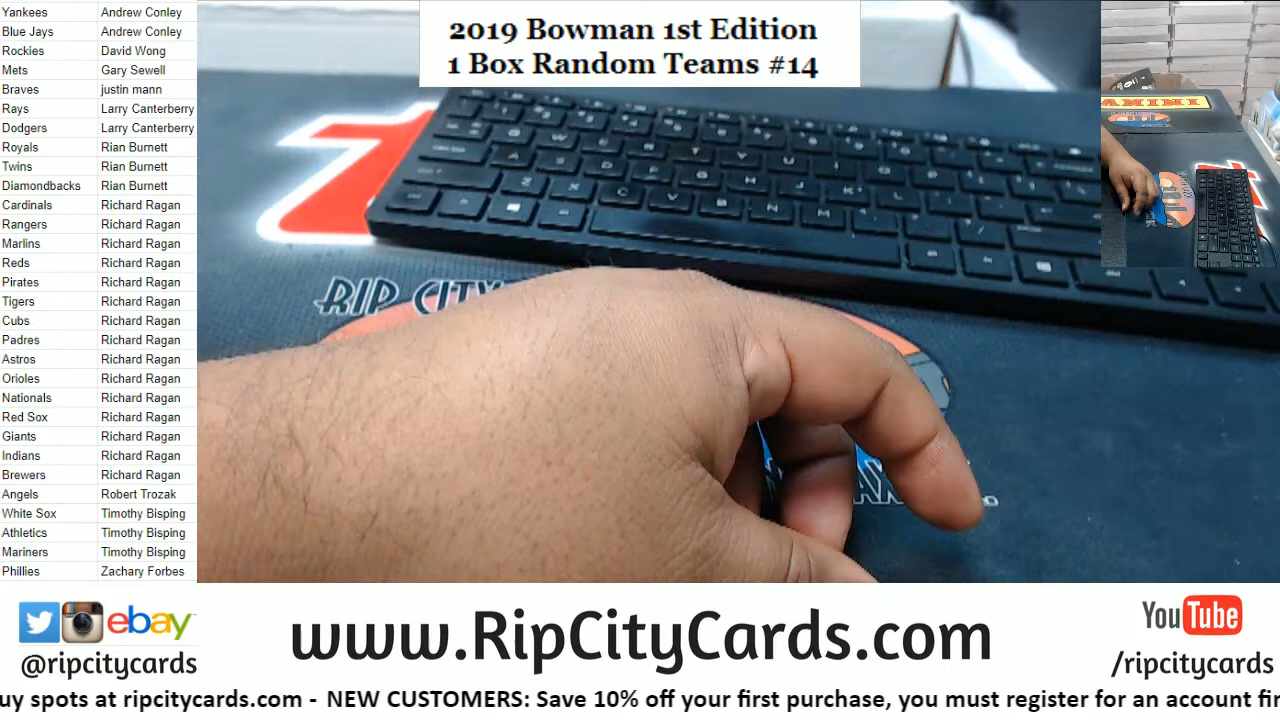 Yankees Andrew Conley
Blue Jays Andrew Conley
Rockies David Wong
Mets Gary Sewell
Braves justin mann
Rays Larry Canterberry
Dodgers Larry Canterberry
Royals Rian Burnett
Twins Rian Burnett
Diamondbacks Rian Burnett
Cardinals Richard Ragan
Rangers Richard Ragan
Marlins Richard Ragan
Reds Richard Ragan
Pirates Richard Ragan
Tigers Richard Ragan
Cubs Richard Ragan
Padres Richard Ragan
Astros Richard Ragan
Orioles Richard Ragan
Nationals Richard Ragan
Red Sox Richard Ragan
Giants Richard Ragan
Indians Richard Ragan
Brewers Richard Ragan
Angels Robert Trozak
White Sox Timothy Bisping
Athletics Timothy Bisping
Mariners Timothy Bisping
Phillies Zachary Forbes
2019 Bowman 1st Edition
1 Box Random Teams #14
PANINI
RIP CITY
ebay
@ripcitycards
www.RipCityCards.com
YouTube
/ripcitycards
buy spots at ripcitycards.com - NEW CUSTOMERS: Save 10% off your first purchase, you must register for an account fi